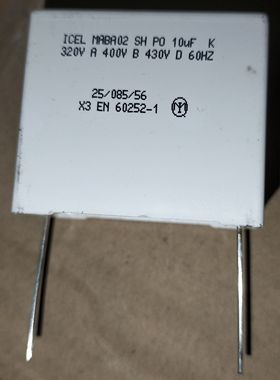 ICEL MABA02 SH PO 10uF K
320V A 400V B 430V D 60HZ
25/085/56
X3 EN 60252-1